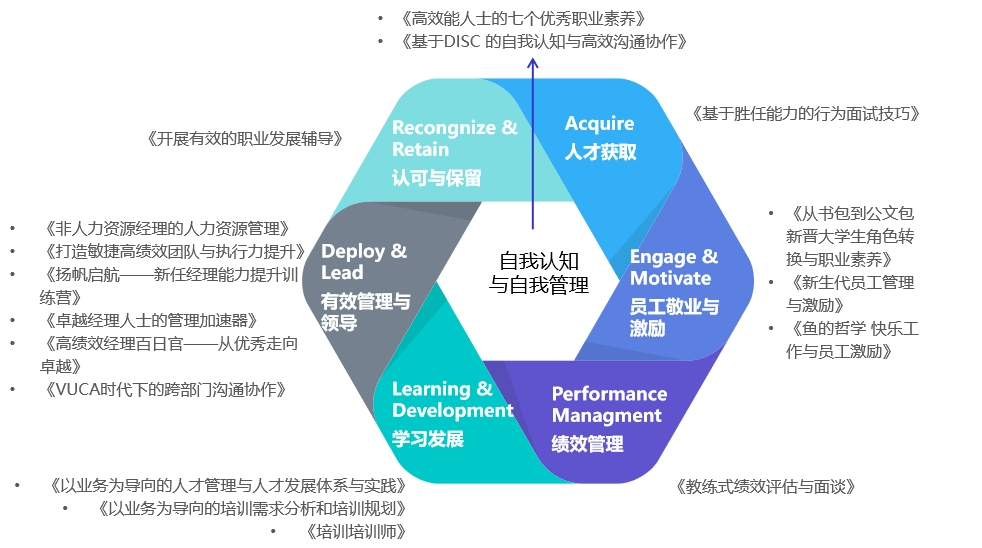 • 《高效能人士的七个优秀职业素养》
• 《基于DISC 的自我认知与高效沟通协作》
Recongnize &
Retain
认可与保留
Acquire
人才获取
《基于胜任能力的行为面试技巧》
《开展有效的职业发展辅导》
• 《非人力资源经理的人力资源管理》
• 《打造敏捷高绩效团队与执行力提升》
• 《扬帆启航——新任经理能力提升训
练营》
• 《卓越经理人士的管理加速器》
• 《高绩效经理百日官——从优秀走向
卓越》
• 《VUCA时代下的跨部门沟通协作》
Deploy &
Lead
有效管理与
领导
自我认知
与自我管理
Engage &
Motivate
员工敬业与
激励
• 《从书包到公文包
新晋大学生角色转
换与职业素养》
• 《新生代员工管理
与激励》
• 《鱼的哲学 快乐工
作与员工激励》
Learning &
Development
学习发展
Performance
Managment
绩效管理
• 《以业务为导向的人才管理与人才发展体系与实践》
• 《以业务为导向的培训需求分析和培训规划》
• 《培训培训师》
《教练式绩效评估与面谈》